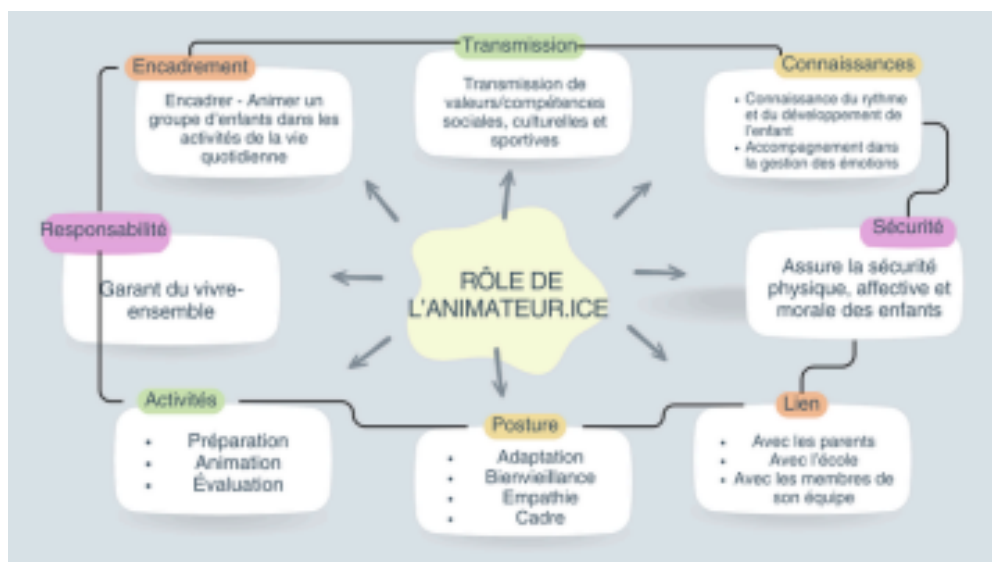 Transmission
Encadrement
Connaissances
Encadrer - Animer un
groupe d'enfants dans les
activités de la vie
quotidienne
Transmission de
valeurs/compétences
sociales, culturelles et
sportives
• Connaissance du rythme
et du développement de
l'enfant
• Accompagnement dans
la gestion des émotions
Responsabilité
Garant du vivre-
ensemble
RÔLE DE
L'ANIMATEUR.ICE
Sécurité
Assure la sécurité
physique, affective et
morale des enfants
Activités
• Préparation
• Animation
• Évaluation
Posture
• Adaptation
• Bienvieillance
• Empathie
• Cadre
Lien
• Avec les parents
• Avec l'école
• Avec les membres de
son équipe